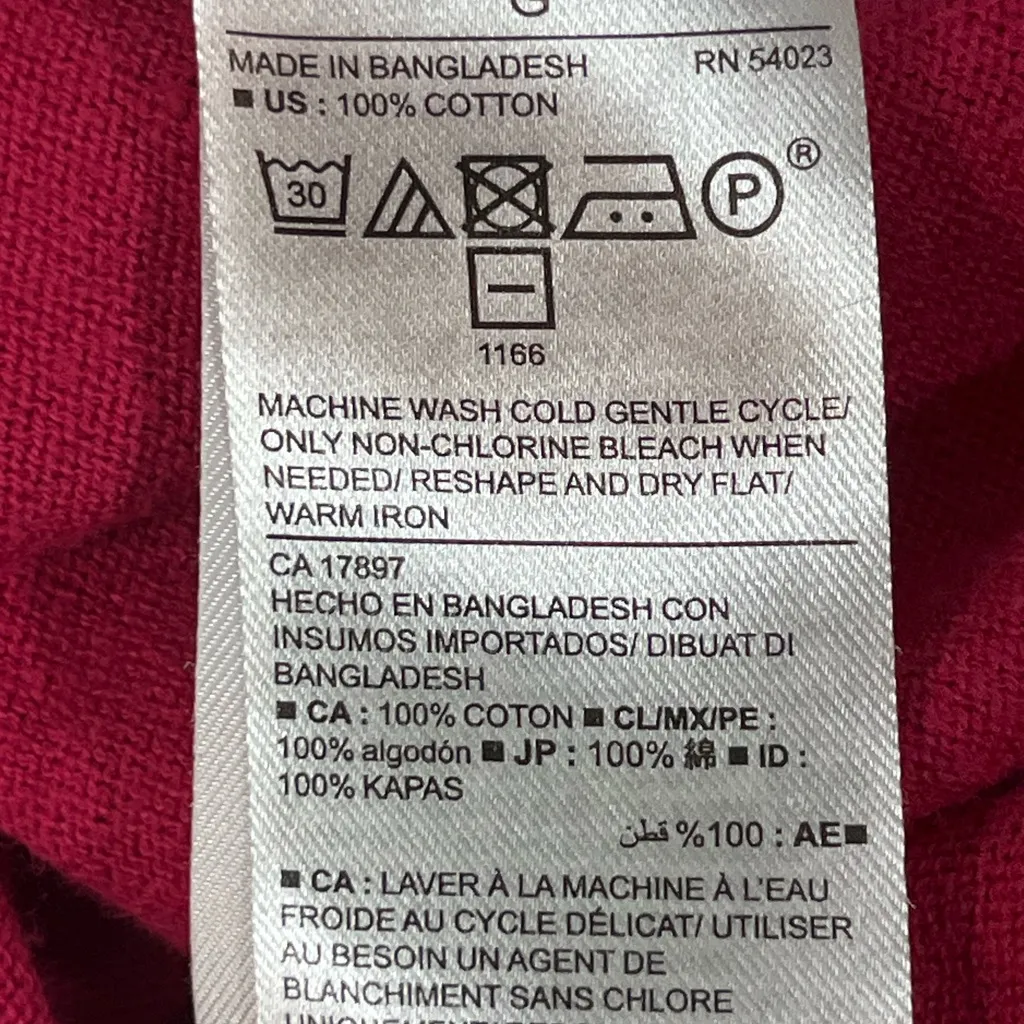 G
MADE IN BANGLADESH RN 54023
■ US : 100% COTTON
30 P ®
1166
MACHINE WASH COLD GENTLE CYCLE/
ONLY NON-CHLORINE BLEACH WHEN
NEEDED/ RESHAPE AND DRY FLAT/
WARM IRON
CA 17897
HECHO EN BANGLADESH CON
INSUMOS IMPORTADOS/ DIBUAT DI
BANGLADESH
■ CA : 100% COTON ■ CL/MX/PE :
100% algodón ■ JP : 100% 綿 ■ ID :
100% KAPAS
■AE : 100% قطن
■ CA : LAVER À LA MACHINE À L'EAU
FROIDE AU CYCLE DÉLICAT/ UTILISER
AU BESOIN UN AGENT DE
BLANCHIMENT SANS CHLORE